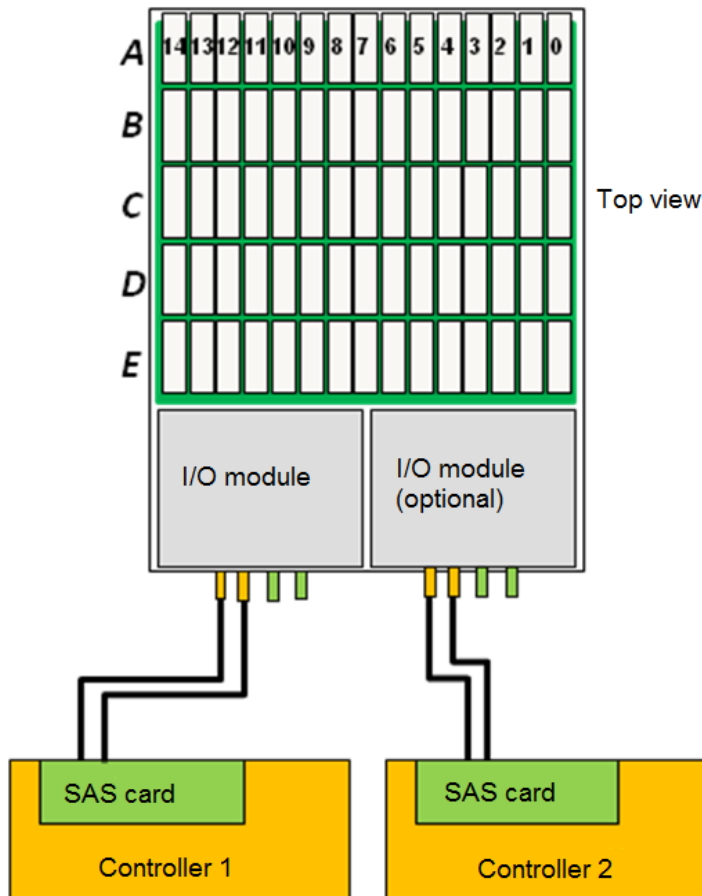 A 14 13 12 11 10 9 8 7 6 5 4 3 2 1 0
B
C
Top view
D
E
I/O module
I/O module
(optional)
SAS card
SAS card
Controller 1
Controller 2